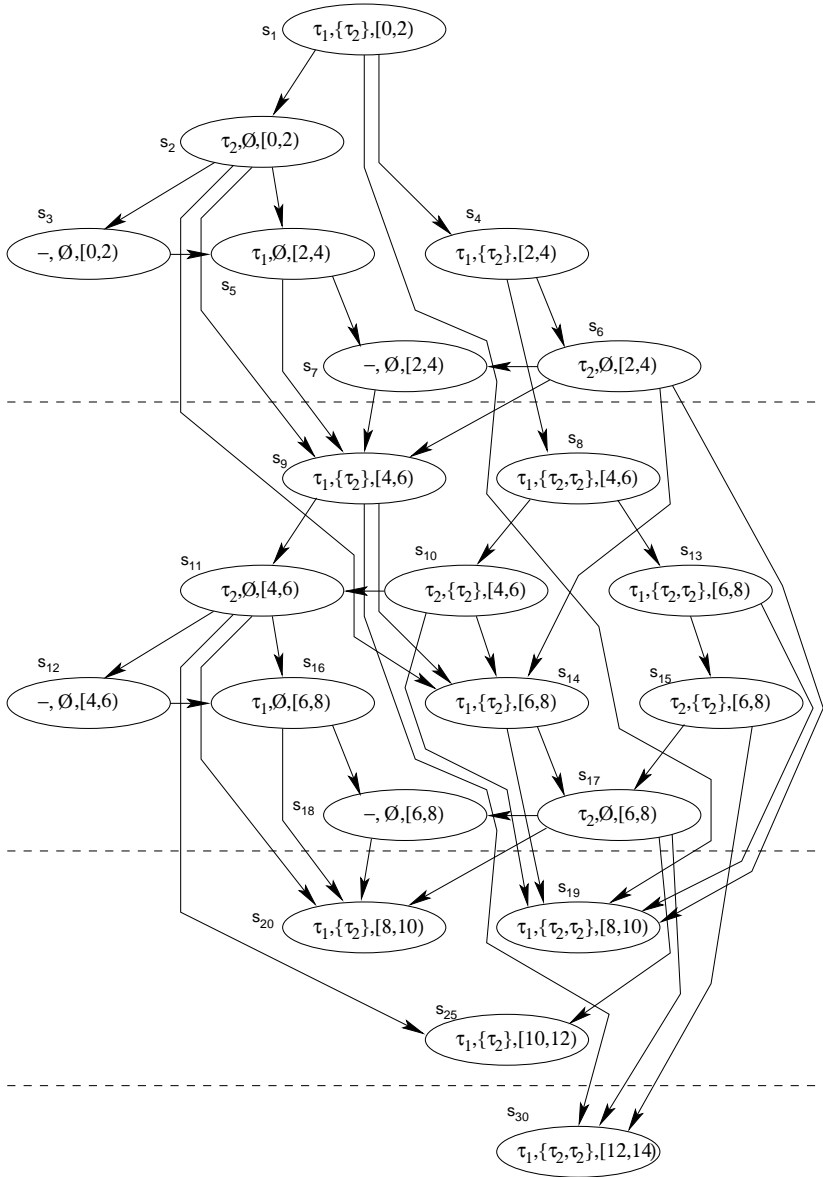 s₁ τ₁,{τ₂},[0,2)
s₂ τ₂,Ø,[0,2)
s₃ −, Ø,[0,2)
s₅ τ₁,Ø,[2,4)
s₄ τ₁,{τ₂},[2,4)
s₇ −, Ø,[2,4)
s₆ τ₂,Ø,[2,4)
s₉ τ₁,{τ₂},[4,6)
s₈ τ₁,{τ₂,τ₂},[4,6)
s₁₁ τ₂,Ø,[4,6)
s₁₀ τ₂,{τ₂},[4,6)
s₁₃ τ₁,{τ₂,τ₂},[6,8)
s₁₂ −, Ø,[4,6)
s₁₆ τ₁,Ø,[6,8)
s₁₄ τ₁,{τ₂},[6,8)
s₁₅ τ₂,{τ₂},[6,8)
s₁₈ −, Ø,[6,8)
s₁₇ τ₂,Ø,[6,8)
s₂₀ τ₁,{τ₂},[8,10)
s₁₉ τ₁,{τ₂,τ₂},[8,10)
s₂₅ τ₁,{τ₂},[10,12)
s₃₀ τ₁,{τ₂,τ₂},[12,14)